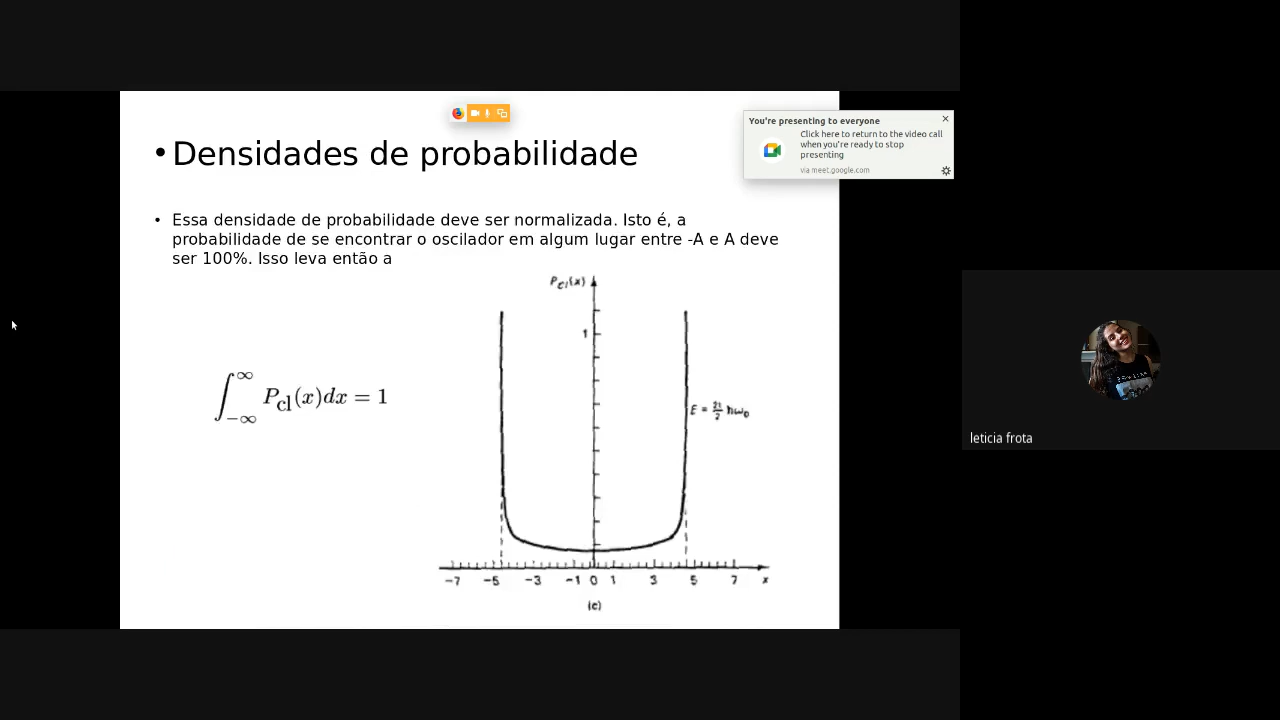 •Densidades de probabilidade
You're presenting to everyone
Click here to return to the video call
when you're ready to stop
presenting
via meet.google.com
• Essa densidade de probabilidade deve ser normalizada. Isto é, a
probabilidade de se encontrar o oscilador em algum lugar entre -A e A deve
ser 100%. Isso leva então a
P_cl(x)
1
∫_{-∞}^{∞} P_cl(x)dx = 1
E = 21/2 ħω₀
-7 -5 -3 -1 0 1 3 5 7 x
(c)
leticia frota